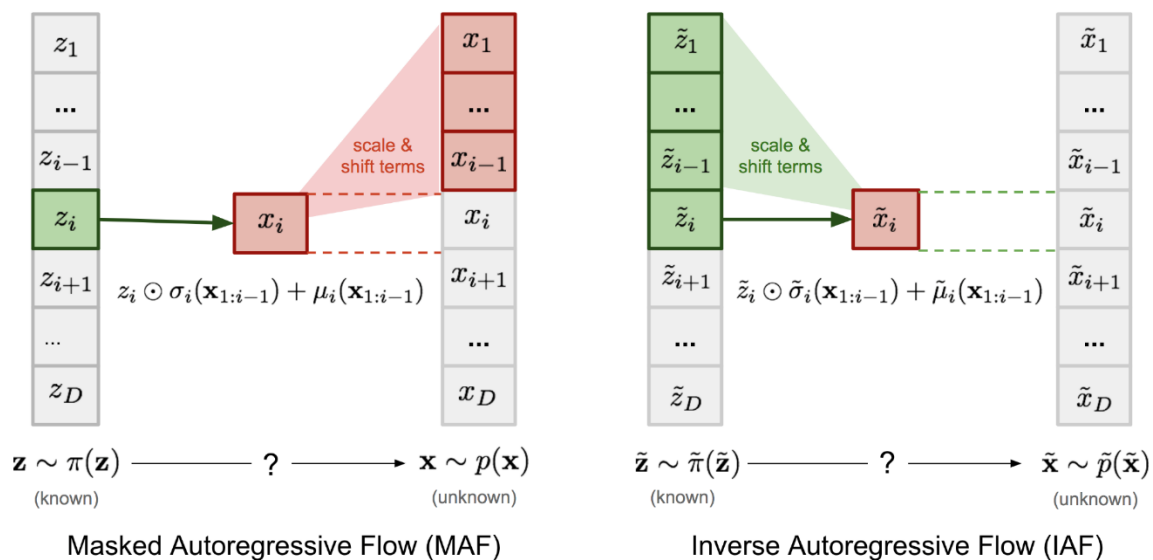 z_1
...
z_{i-1}
z_i
z_{i+1}
...
z_D
x_i
scale &
shift terms
z_i ⊙ σ_i(𝐱_{1:i-1}) + μ_i(𝐱_{1:i-1})
x_1
...
x_{i-1}
x_i
x_{i+1}
...
x_D
𝐳 ∼ π(𝐳) ? 𝐱 ∼ p(𝐱)
(known) (unknown)
Masked Autoregressive Flow (MAF)
z̃_1
...
z̃_{i-1}
z̃_i
z̃_{i+1}
...
z̃_D
scale &
shift terms
x̃_i
z̃_i ⊙ σ̃_i(𝐱_{1:i-1}) + μ̃_i(𝐱_{1:i-1})
x̃_1
...
x̃_{i-1}
x̃_i
x̃_{i+1}
...
x̃_D
𝐳̃ ∼ π̃(𝐳̃) ? 𝐱̃ ∼ p̃(𝐱̃)
(known) (unknown)
Inverse Autoregressive Flow (IAF)